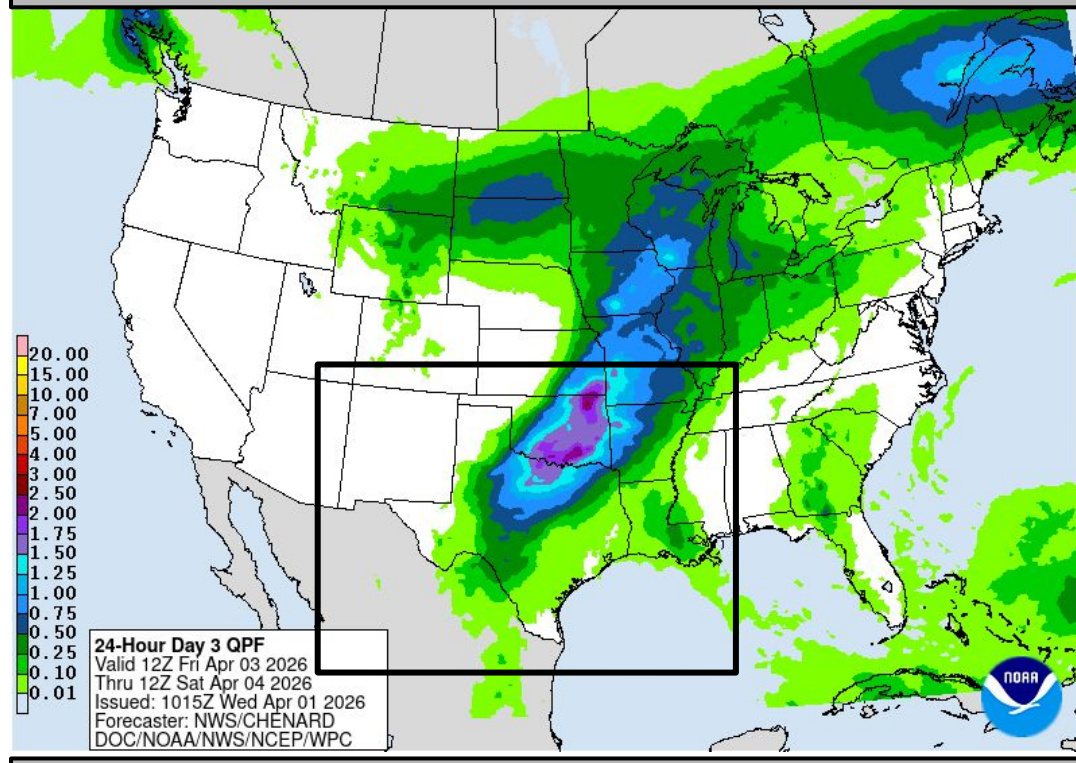 20.00
15.00
10.00
7.00
5.00
4.00
3.00
2.50
2.00
1.75
1.50
1.25
1.00
0.75
0.50
0.25
0.10
0.01
24-Hour Day 3 QPF
Valid 12Z Fri Apr 03 2026
Thru 12Z Sat Apr 04 2026
Issued: 1015Z Wed Apr 01 2026
Forecaster: NWS/CHENARD
DOC/NOAA/NWS/NCEP/WPC
NOAA